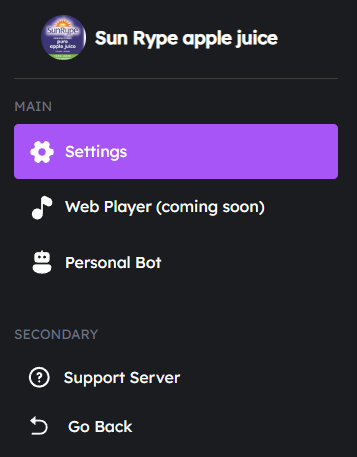 SunRype
pure
apple juice
Sun Rype apple juice
MAIN
Settings
Web Player (coming soon)
Personal Bot
SECONDARY
Support Server
Go Back